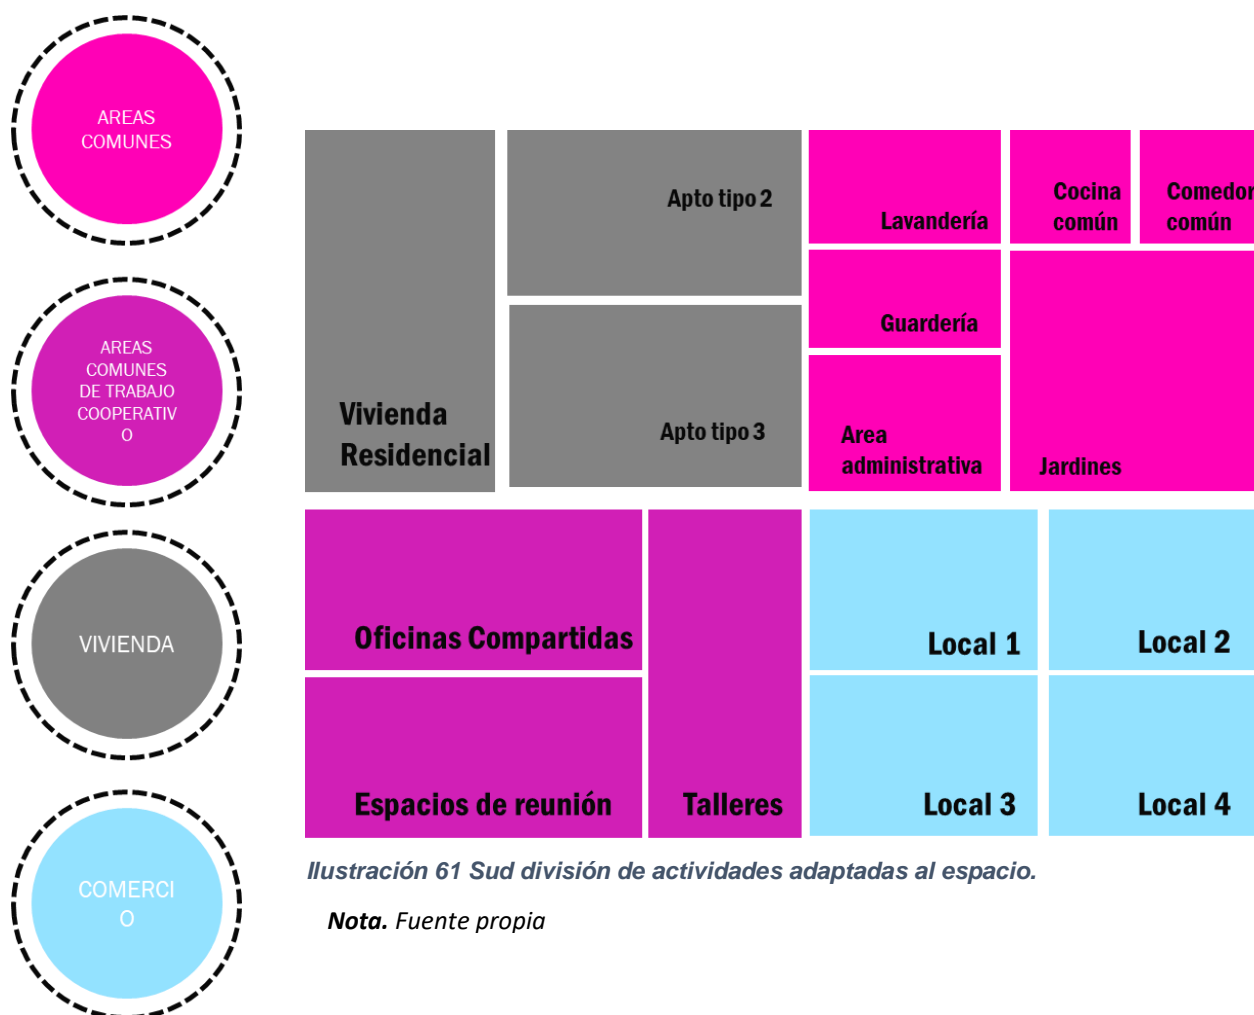 AREAS
COMUNES
AREAS
COMUNES
DE TRABAJO
COOPERATIV
O
VIVIENDA
COMERCI
O
Vivienda
Residencial
Apto tipo 2
Apto tipo 3
Lavandería
Cocina
común
Comedor
común
Guardería
Area
administrativa
Jardines
Oficinas Compartidas
Espacios de reunión
Talleres
Local 1
Local 2
Local 3
Local 4
Ilustración 61 Sud división de actividades adaptadas al espacio.
Nota. Fuente propia